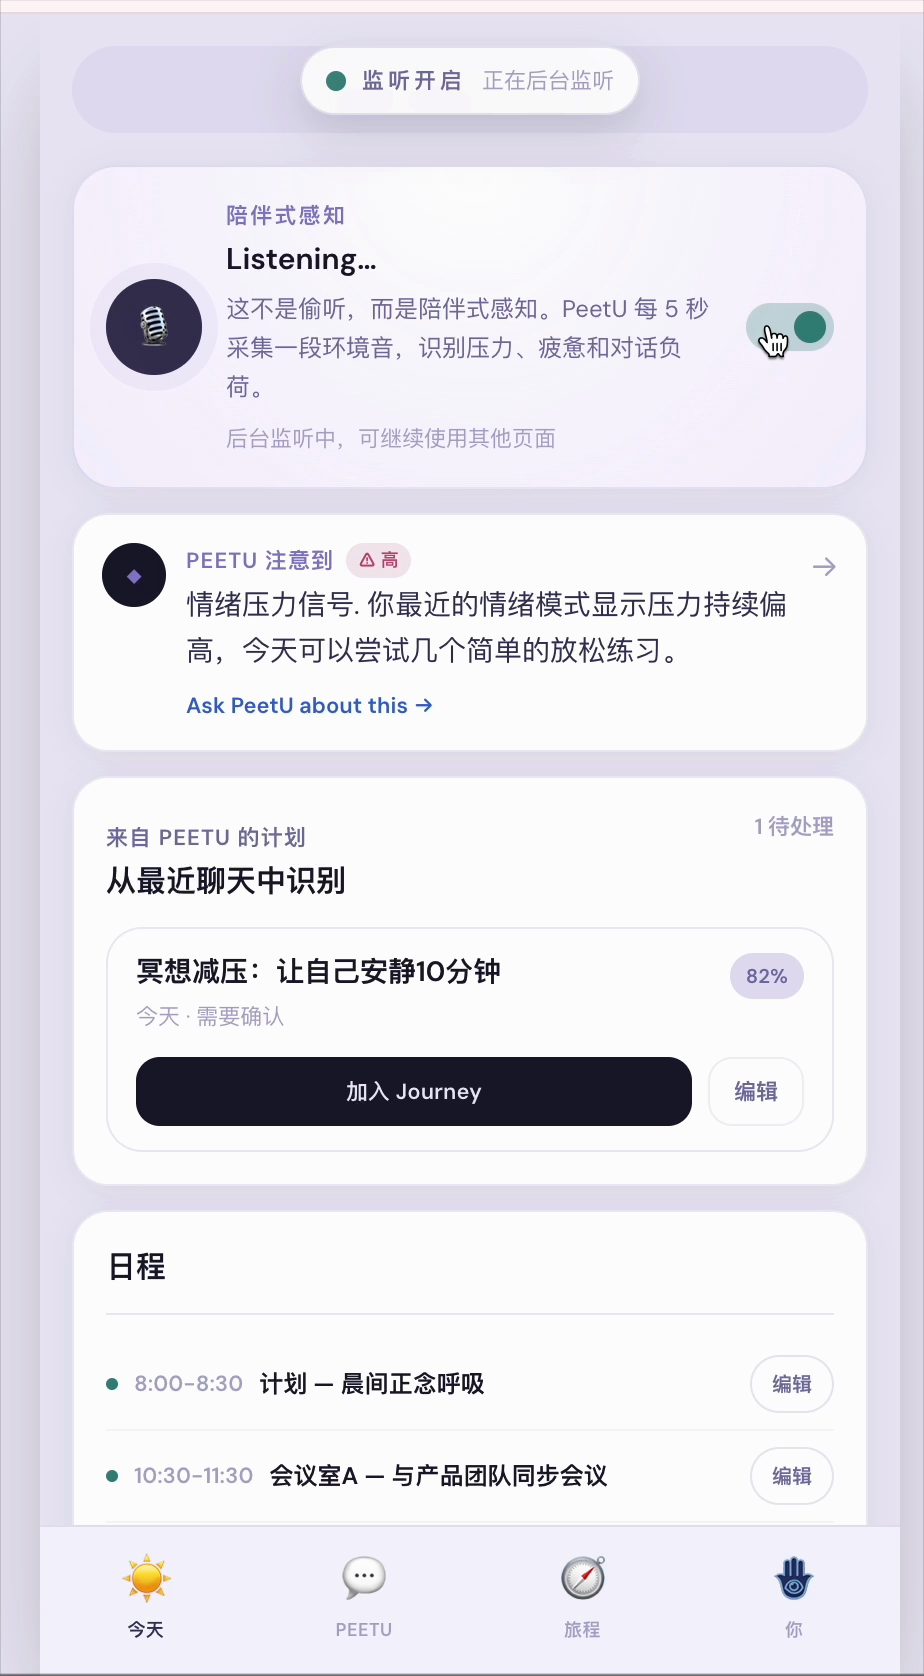 监听开启 正在后台监听
陪伴式感知
Listening...
这不是偷听，而是陪伴式感知。PeetU 每 5 秒
采集一段环境音，识别压力、疲惫和对话负
荷。
后台监听中，可继续使用其他页面
PEETU 注意到 高 →
情绪压力信号. 你最近的情绪模式显示压力持续偏
高，今天可以尝试几个简单的放松练习。
Ask PeetU about this →
来自 PEETU 的计划 1 待处理
从最近聊天中识别
冥想减压：让自己安静10分钟 82%
今天 · 需要确认
加入 Journey 编辑
日程
8:00-8:30 计划 — 晨间正念呼吸 编辑
10:30-11:30 会议室A — 与产品团队同步会议 编辑
今天 PEETU 旅程 你